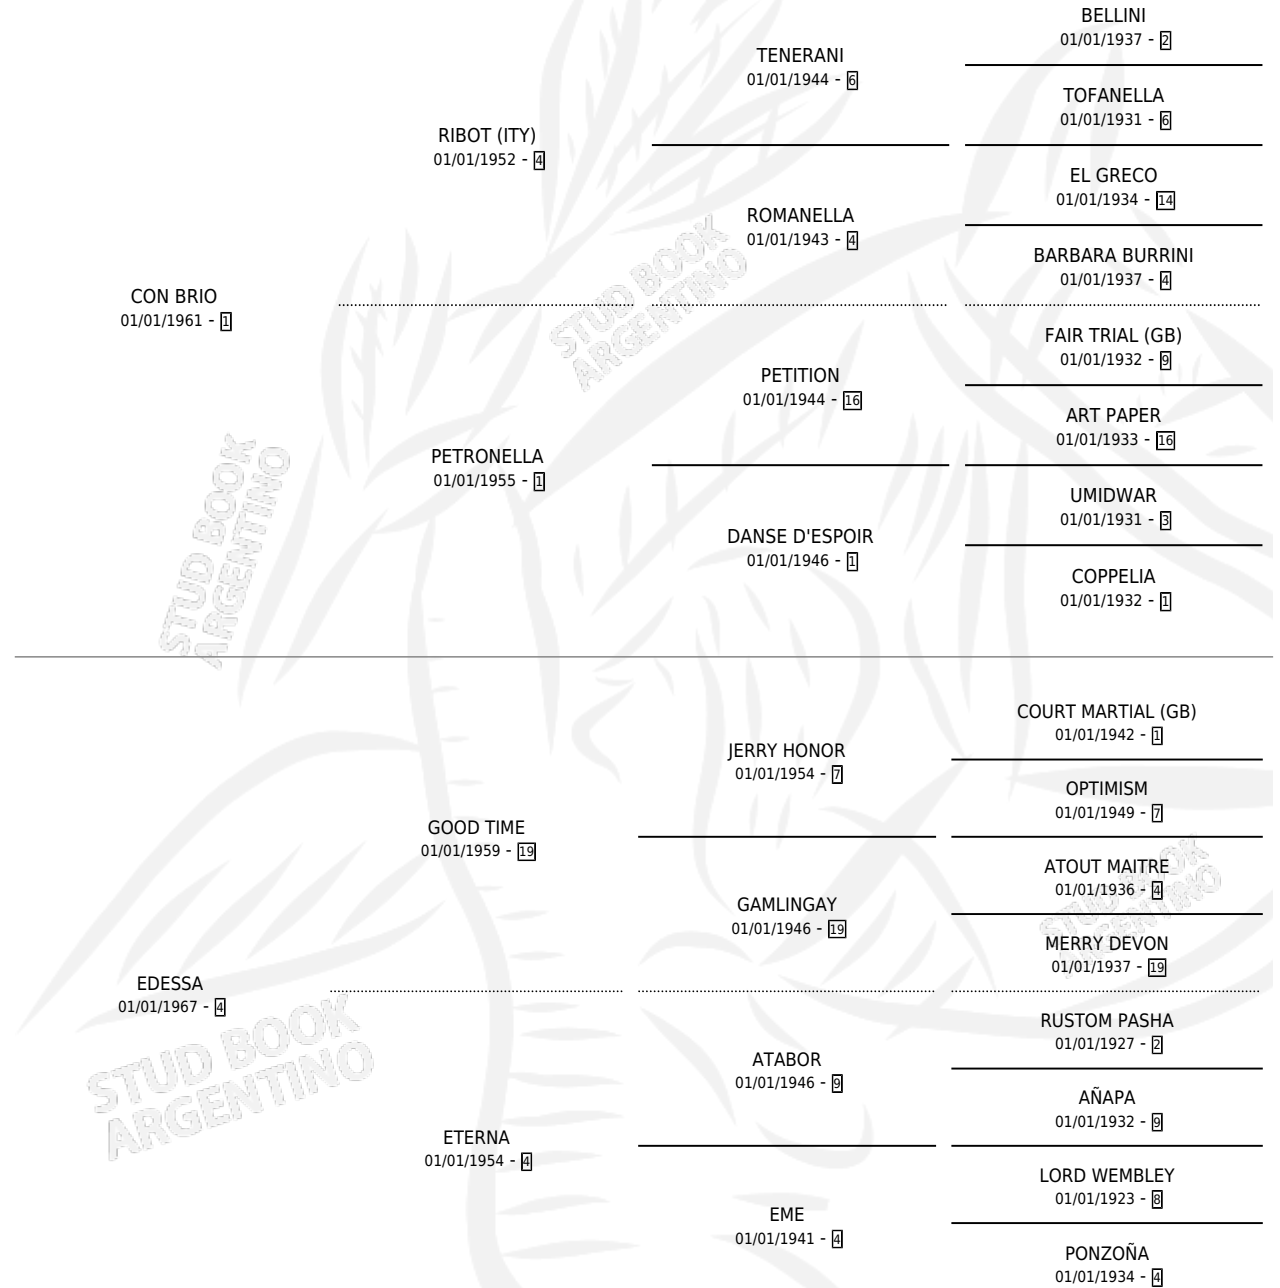 BELLINI
01/01/1937 - 2
TENERANI
01/01/1944 - 6
TOFANELLA
01/01/1931 - 6
RIBOT (ITY)
01/01/1952 - 4
EL GRECO
01/01/1934 - 14
ROMANELLA
01/01/1943 - 4
BARBARA BURRINI
01/01/1937 - 4
CON BRIO
01/01/1961 - 1
FAIR TRIAL (GB)
01/01/1932 - 9
PETITION
01/01/1944 - 16
ART PAPER
01/01/1933 - 16
PETRONELLA
01/01/1955 - 1
UMIDWAR
01/01/1931 - 3
DANSE D'ESPOIR
01/01/1946 - 1
COPPELIA
01/01/1932 - 1
COURT MARTIAL (GB)
01/01/1942 - 1
JERRY HONOR
01/01/1954 - 7
OPTIMISM
01/01/1949 - 7
GOOD TIME
01/01/1959 - 19
ATOUT MAITRE
01/01/1936 - 4
GAMLINGAY
01/01/1946 - 19
MERRY DEVON
01/01/1937 - 19
EDESSA
01/01/1967 - 4
RUSTOM PASHA
01/01/1927 - 2
ATABOR
01/01/1946 - 9
AÑAPA
01/01/1932 - 9
ETERNA
01/01/1954 - 4
LORD WEMBLEY
01/01/1923 - 8
EME
01/01/1941 - 4
PONZOÑA
01/01/1934 - 4
STUD BOOK
ARGENTINO
STUD BOOK
ARGENTINO
STUD BOOK
ARGENTINO
STUD BOOK
ARGENTINO